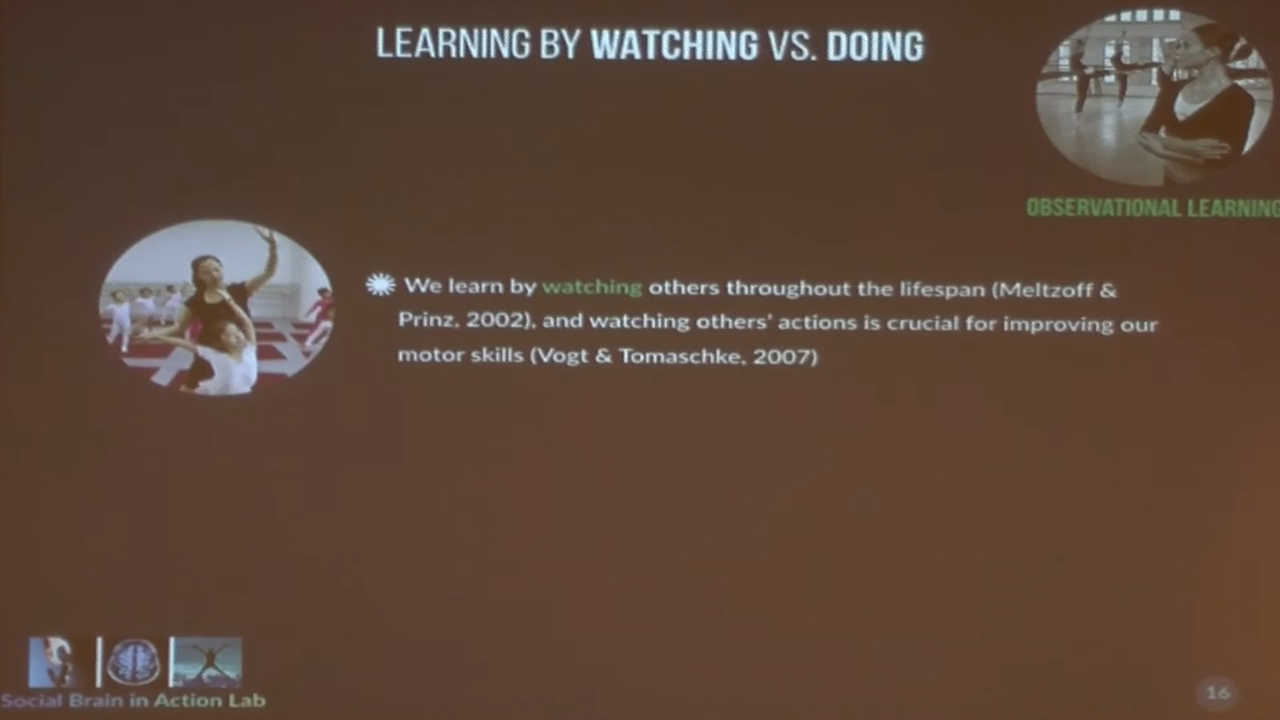 LEARNING BY WATCHING VS. DOING
OBSERVATIONAL LEARNING
We learn by watching others throughout the lifespan (Meltzoff &
Prinz, 2002), and watching others' actions is crucial for improving our
motor skills (Vogt & Tomaschke, 2007)
Social Brain in Action Lab
16